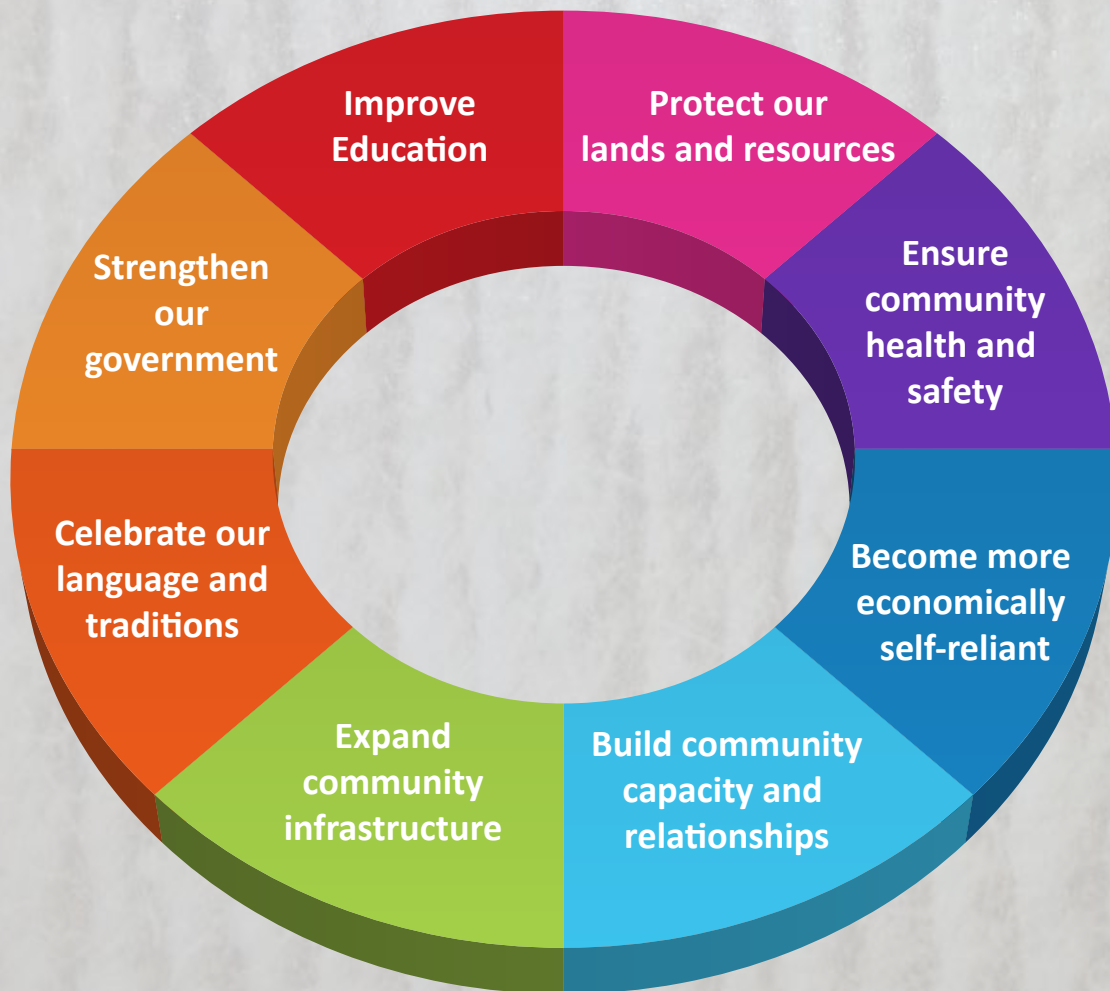 Improve
Education
Protect our
lands and resources
Ensure
community
health and
safety
Become more
economically
self-reliant
Build community
capacity and
relationships
Expand
community
infrastructure
Celebrate our
language and
traditions
Strengthen
our
government